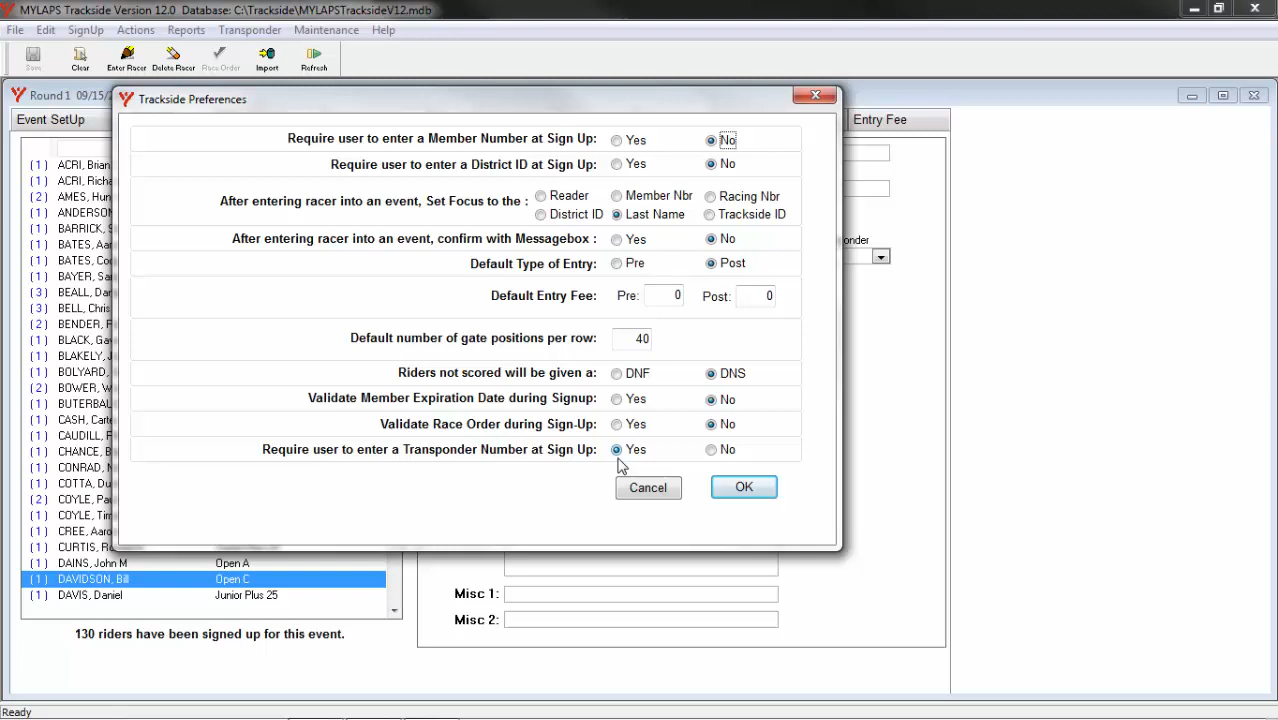 MYLAPS Trackside Version 12.0 Database: C:\Trackside\MYLAPSTracksideV12.mdb
File Edit SignUp Actions Reports Transponder Maintenance Help
Save Clear Enter Racer Delete Racer Race Order Import Refresh
Round 1 09/15/2
Trackside Preferences
Event SetUp
Entry Fee
Require user to enter a Member Number at Sign Up: Yes No
Require user to enter a District ID at Sign Up: Yes No
After entering racer into an event, Set Focus to the : Reader Member Nbr Racing Nbr
District ID Last Name Trackside ID
After entering racer into an event, confirm with Messagebox : Yes No
Default Type of Entry: Pre Post
Default Entry Fee: Pre: 0 Post: 0
Default number of gate positions per row: 40
Riders not scored will be given a: DNF DNS
Validate Member Expiration Date during Signup: Yes No
Validate Race Order during Sign-Up: Yes No
Require user to enter a Transponder Number at Sign Up: Yes No
Cancel OK
(1) ACRI, Brian
(1) ACRI, Richa
(2) AMES, Hun
(1) ANDERSON
(1) BARRICK, S
(1) BATES, Aa
(1) BATES, Coo
(1) BAYER, Sa
(3) BEALL, Dar
(3) BELL, Chris
(2) BENDER, F
(1) BLACK, Ga
(1) BLAKELY, J
(1) BOLYARD
(2) BOWER, W
(1) BUTERBAU
(1) CASH, Carte
(1) CAUDILL, F
(1) CHANCE, B
(1) CONRAD, N
(1) COTTA, Du
(2) COYLE, Pau
(1) COYLE, Tim
(1) CREE, Aaro
(1) CURTIS,
(1) DAINS, John M Open A
(1) DAVIDSON, Bill Open C
(1) DAVIS, Daniel Junior Plus 25
130 riders have been signed up for this event.
onder
Misc 1:
Misc 2:
Ready